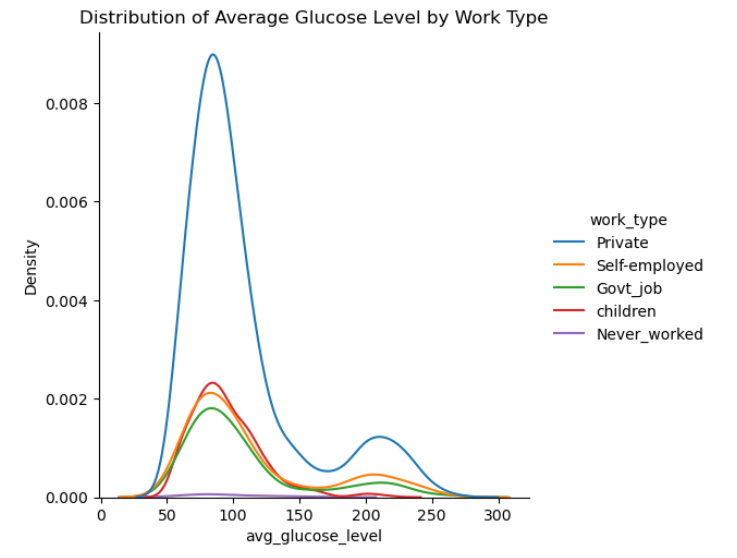 Distribution of Average Glucose Level by Work Type
0.008
0.006
0.004
0.002
0.000
Density
0 50 100 150 200 250 300
avg_glucose_level
work_type
Private
Self-employed
Govt_job
children
Never_worked